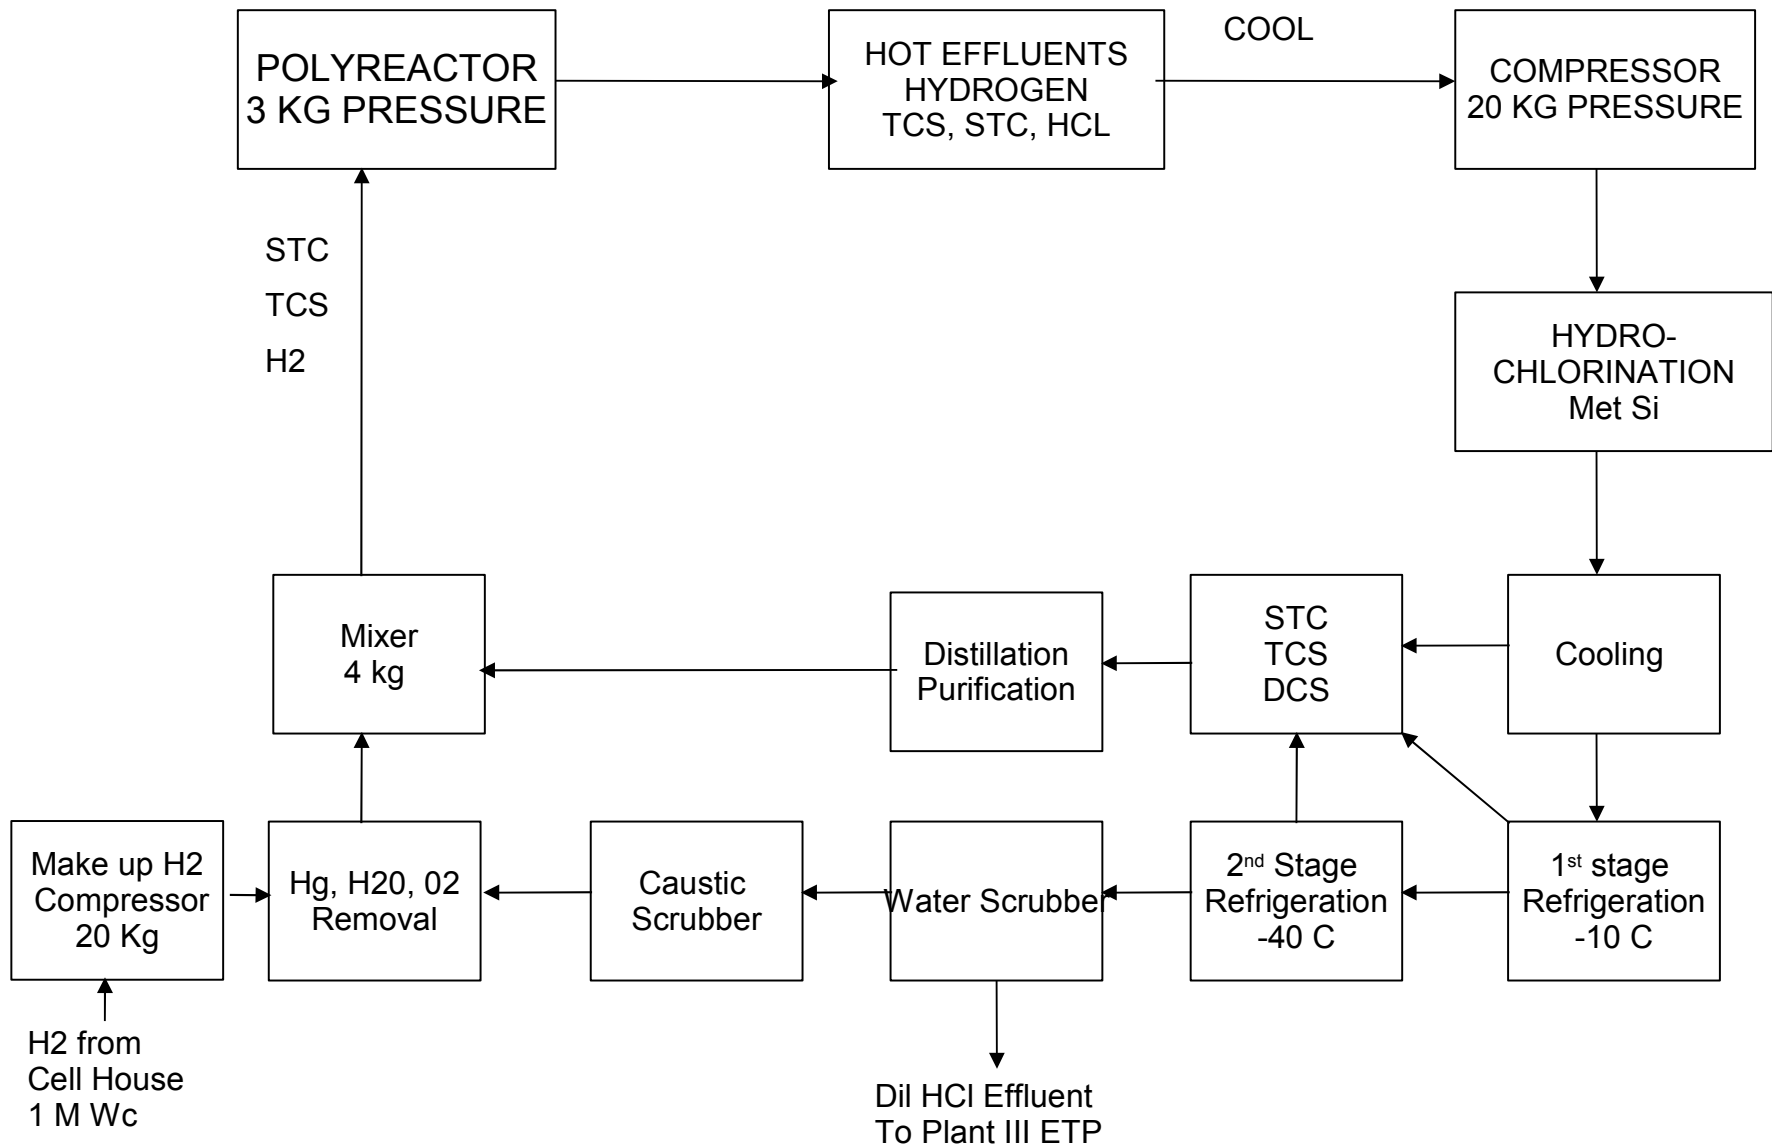 COOL
POLYREACTOR
3 KG PRESSURE
HOT EFFLUENTS
HYDROGEN
TCS, STC, HCL
COMPRESSOR
20 KG PRESSURE
STC
TCS
H2
HYDRO-
CHLORINATION
Met Si
Mixer
4 kg
Distillation
Purification
STC
TCS
DCS
Cooling
Make up H2
Compressor
20 Kg
Hg, H20, 02
Removal
Caustic
Scrubber
Water Scrubber
2nd Stage
Refrigeration
-40 C
1st stage
Refrigeration
-10 C
H2 from
Cell House
1 M Wc
Dil HCl Effluent
To Plant III ETP